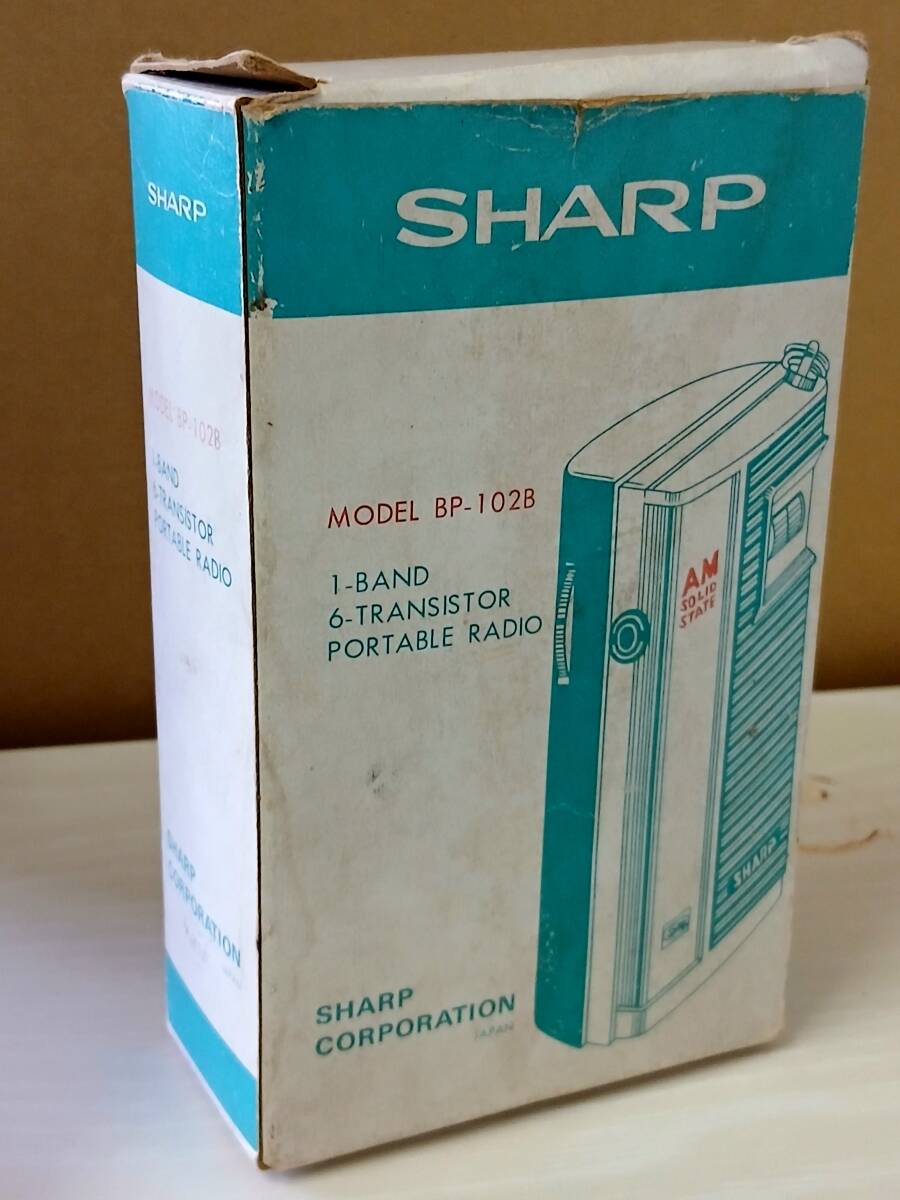 SHARP
MODEL BP-102B
1-BAND
6-TRANSISTOR
PORTABLE RADIO
SHARP
CORPORATION
JAPAN
SHARP
MODEL BP-102B
1-BAND
6-TRANSISTOR
PORTABLE RADIO
AM
SOLID
STATE
SHARP
SHARP
CORPORATION
JAPAN